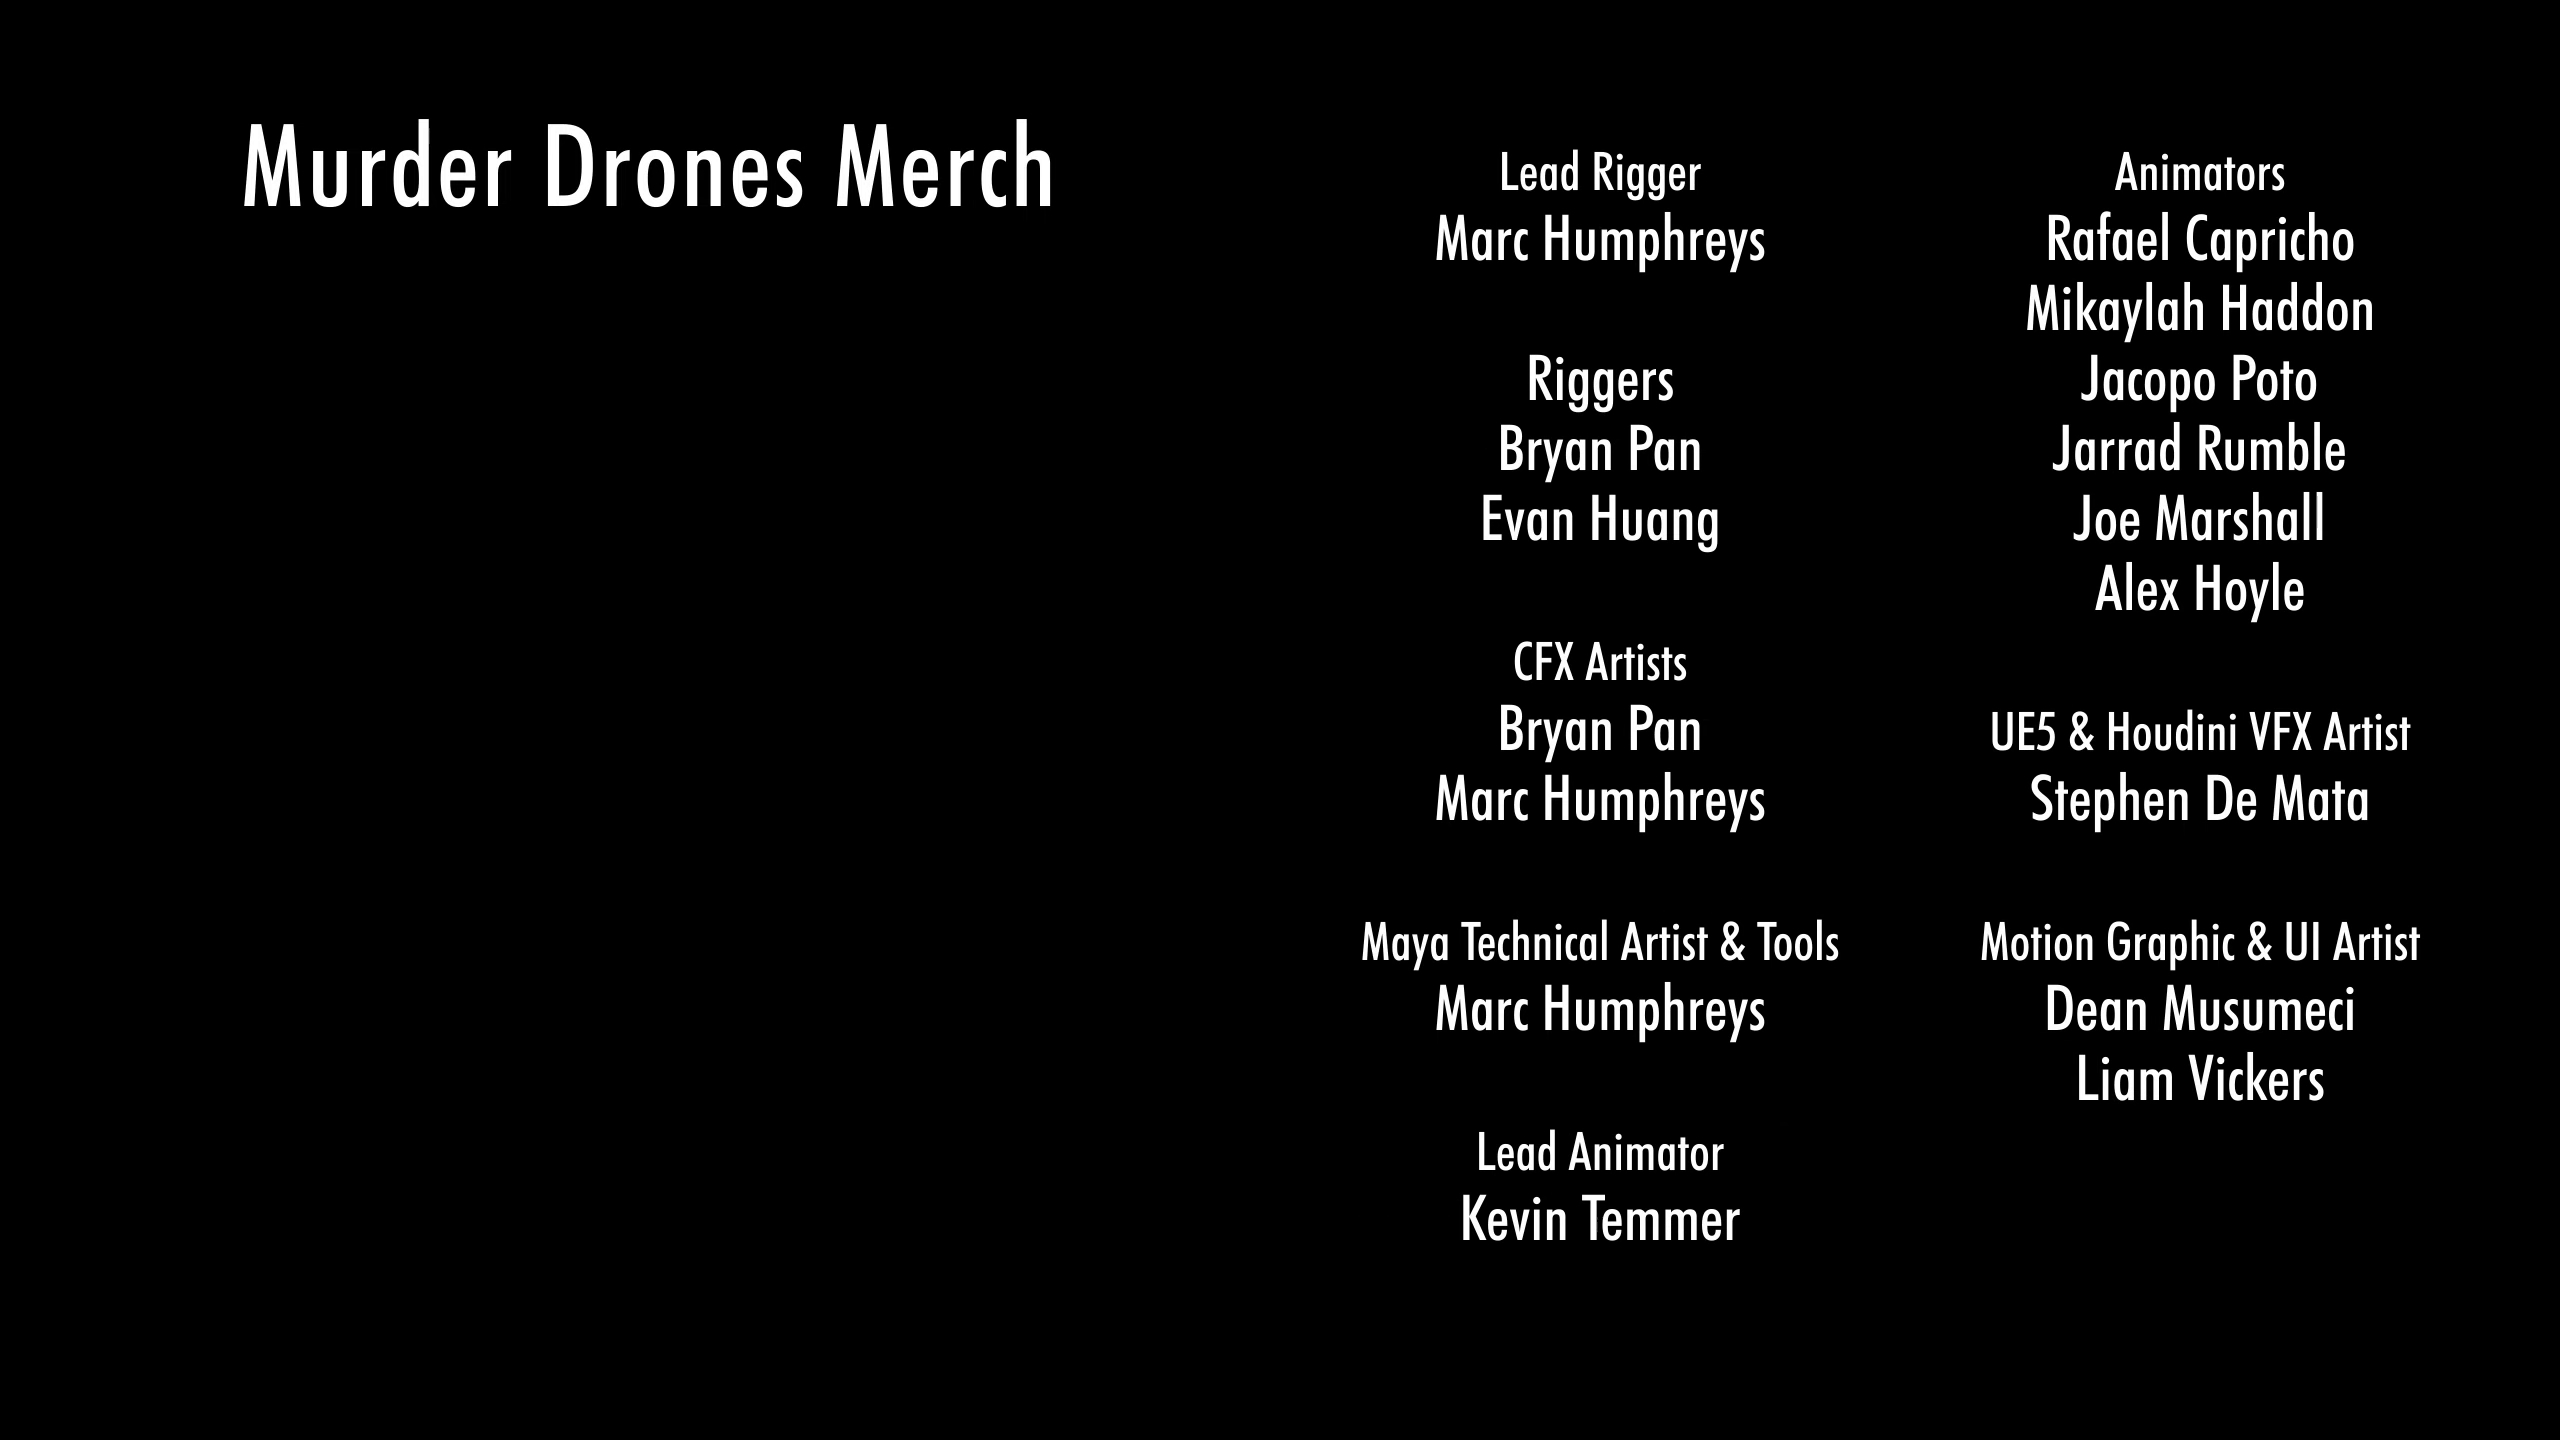 Murder Drones Merch
Lead Rigger
Marc Humphreys
Riggers
Bryan Pan
Evan Huang
CFX Artists
Bryan Pan
Marc Humphreys
Maya Technical Artist & Tools
Marc Humphreys
Lead Animator
Kevin Temmer
Animators
Rafael Capricho
Mikaylah Haddon
Jacopo Poto
Jarrad Rumble
Joe Marshall
Alex Hoyle
UE5 & Houdini VFX Artist
Stephen De Mata
Motion Graphic & UI Artist
Dean Musumeci
Liam Vickers